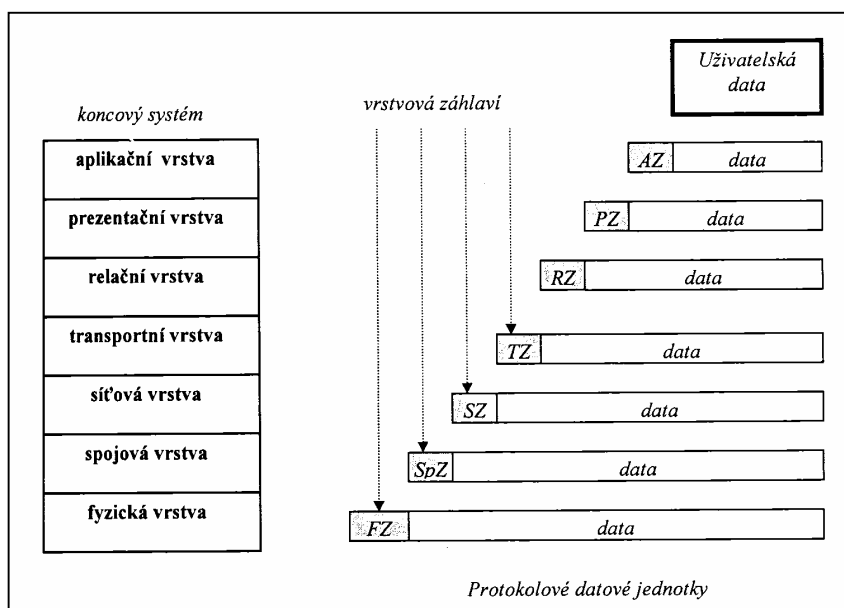 Uživatelská
data
koncový systém
vrstvová záhlaví
aplikační vrstva
AZ data
prezentační vrstva
PZ data
relační vrstva
RZ data
transportní vrstva
TZ data
síťová vrstva
SZ data
spojová vrstva
SpZ data
fyzická vrstva
FZ data
Protokolové datové jednotky